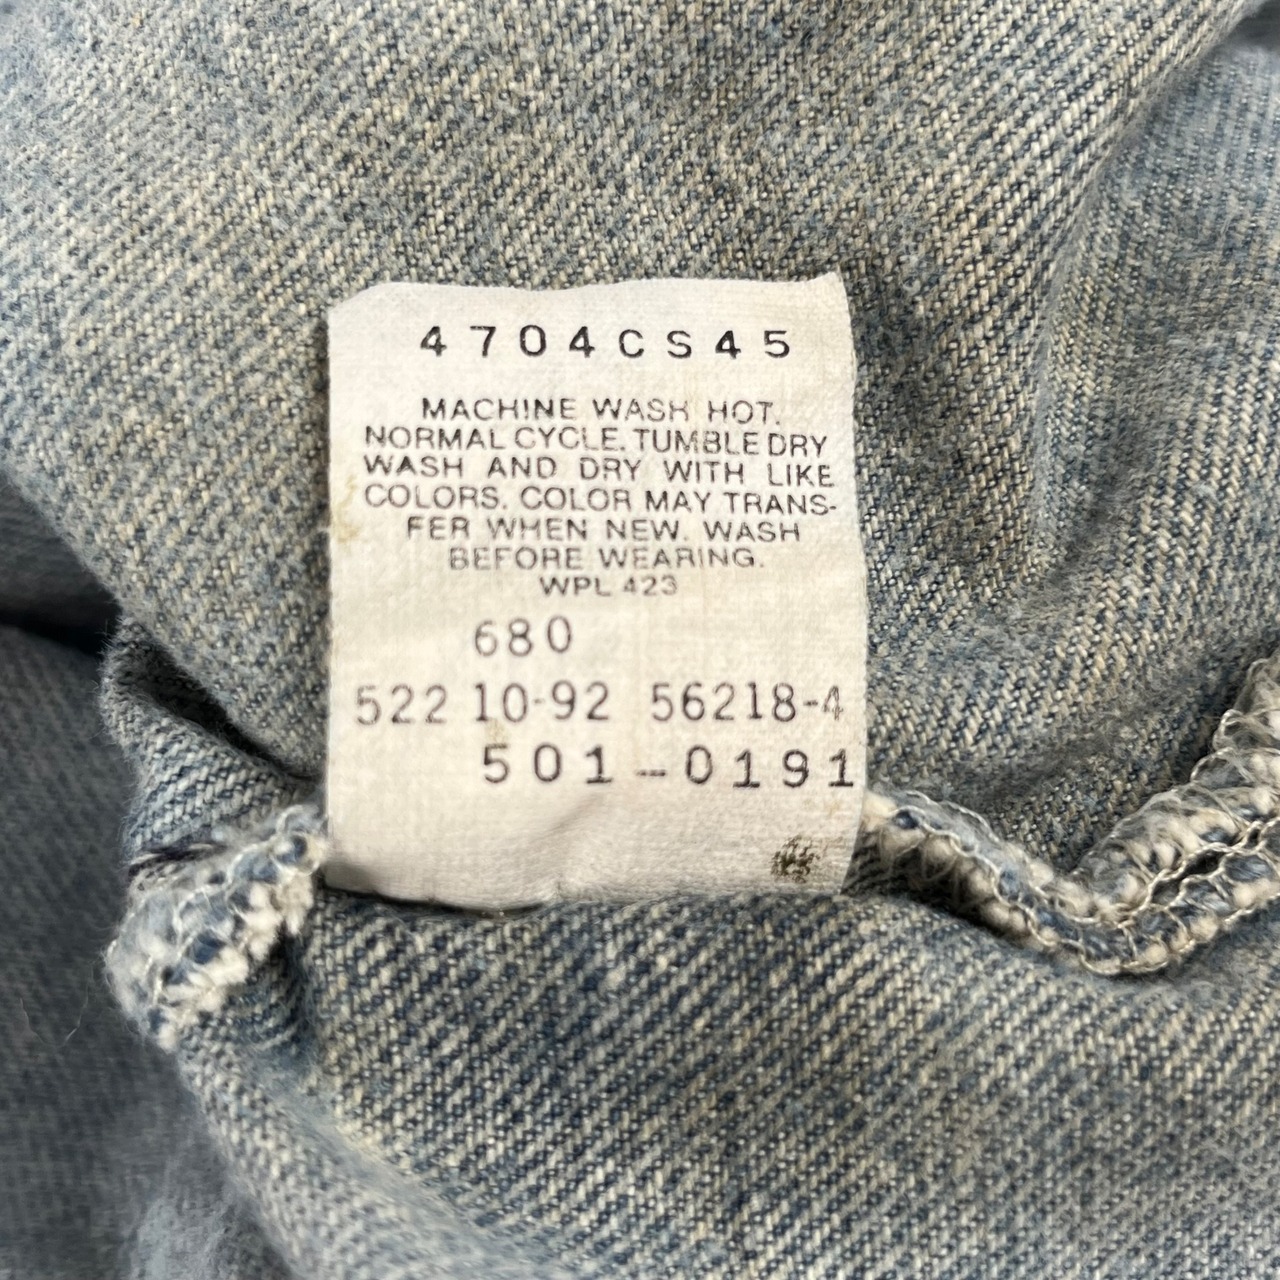 4704CS45
MACHINE WASH HOT.
NORMAL CYCLE. TUMBLE DRY
WASH AND DRY WITH LIKE
COLORS. COLOR MAY TRANS-
FER WHEN NEW. WASH
BEFORE WEARING.
WPL 423
680
522 10-92 56218-4
501-0191